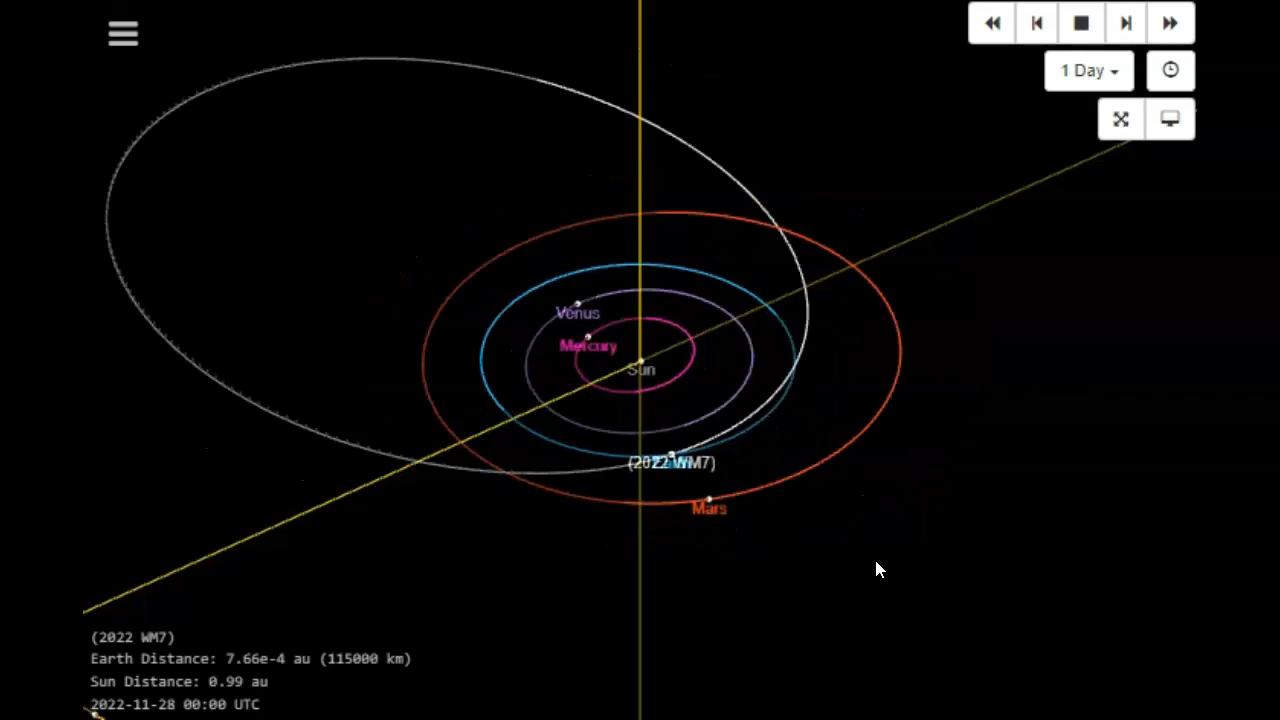 1 Day
Venus
Mercury
Sun
(2022 WM7)
Mars
(2022 WM7)
Earth Distance: 7.66e-4 au (115000 km)
Sun Distance: 0.99 au
2022-11-28 00:00 UTC